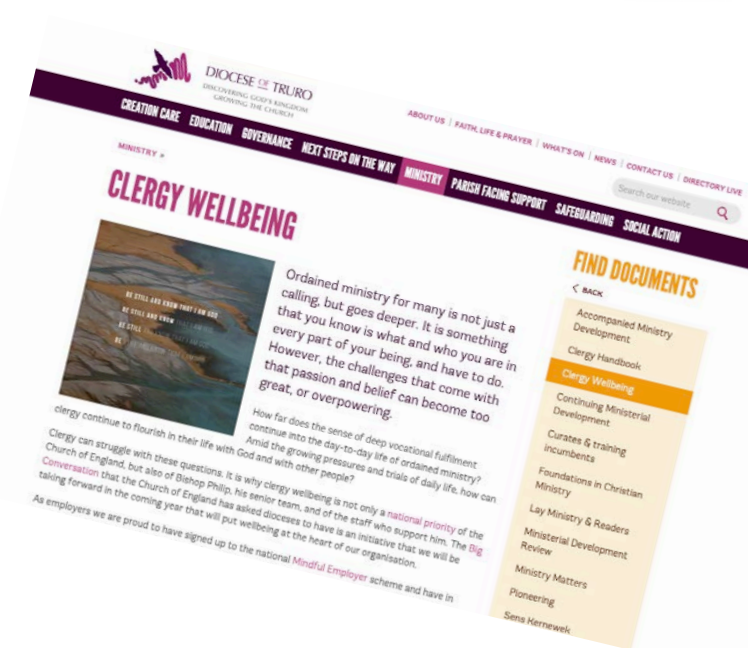 DIOCESE OF TRURO
DISCOVERING GOD'S KINGDOM
GROWING THE CHURCH
ABOUT US | FAITH, LIFE & PRAYER | WHAT'S ON | NEWS | CONTACT US | DIRECTORY LIVE
Search our website
CREATION CARE EDUCATION GOVERNANCE NEXT STEPS ON THE WAY MINISTRY PARISH FACING SUPPORT SAFEGUARDING SOCIAL ACTION
MINISTRY »
CLERGY WELLBEING
BE STILL AND KNOW THAT I AM GOD
BE STILL AND KNOW THAT I AM
BE STILL
BE
Ordained ministry for many is not just a
calling, but goes deeper. It is something
that you know is what and who you are in
every part of your being, and have to do.
However, the challenges that come with
that passion and belief can become too
great, or overpowering.
How far does the sense of deep vocational fulfilment
continue into the day-to-day life of ordained ministry?
Amid the growing pressures and trials of daily life, how can
clergy continue to flourish in their life with God and with other people?
Clergy can struggle with these questions. It is why clergy wellbeing is not only a national priority of the
Church of England, but also of Bishop Philip, his senior team, and of the staff who support him. The Big
Conversation that the Church of England has asked dioceses to have is an initiative that we will be
taking forward in the coming year that will put wellbeing at the heart of our organisation.
As employers we are proud to have signed up to the national Mindful Employer scheme and have in
FIND DOCUMENTS
< BACK
Accompanied Ministry
Development
Clergy Handbook
Clergy Wellbeing
Continuing Ministerial
Development
Curates & training
incumbents
Foundations in Christian
Ministry
Lay Ministry & Readers
Ministerial Development
Review
Ministry Matters
Pioneering
Sens Kernewek